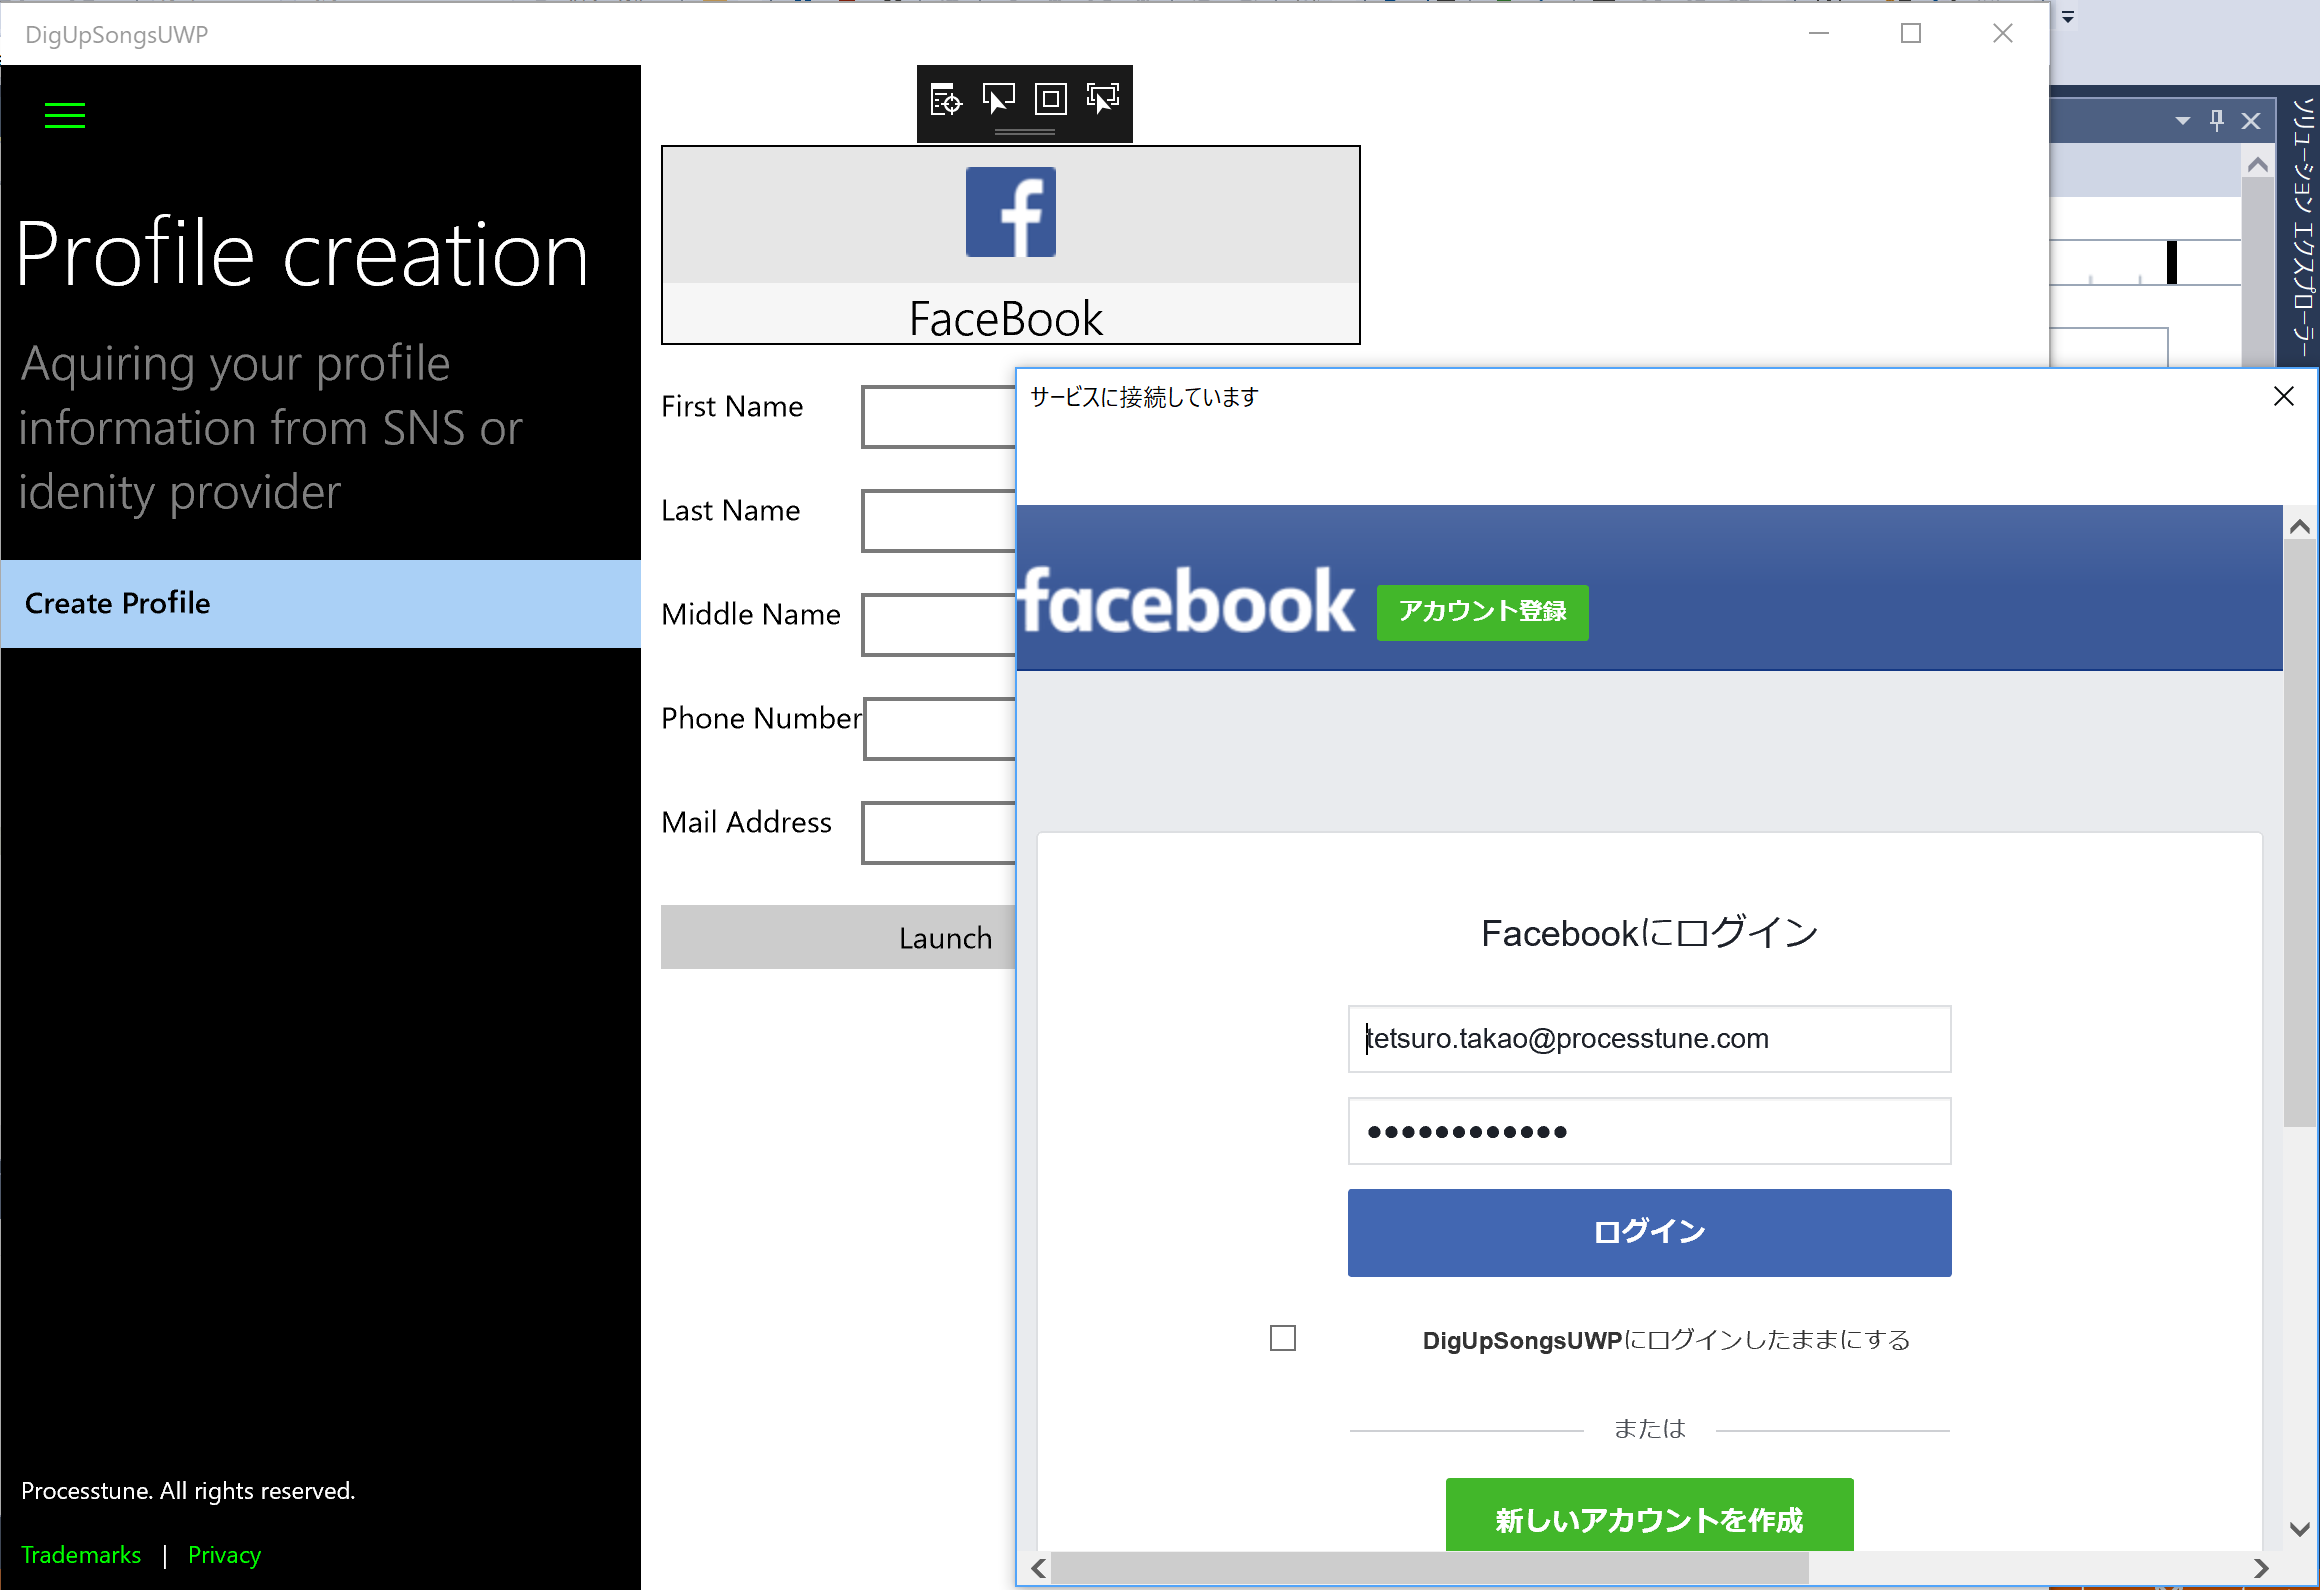 DigUpSongsUWP
Profile creation
Aquiring your profile
information from SNS or
idenity provider
Create Profile
Processtune. All rights reserved.
Trademarks | Privacy
FaceBook
First Name
Last Name
Middle Name
Phone Number
Mail Address
Launch
ソリューション エクスプローラー
サービスに接続しています
facebook
アカウント登録
Facebookにログイン
tetsuro.takao@processtune.com
ログイン
DigUpSongsUWPにログインしたままにする
または
新しいアカウントを作成